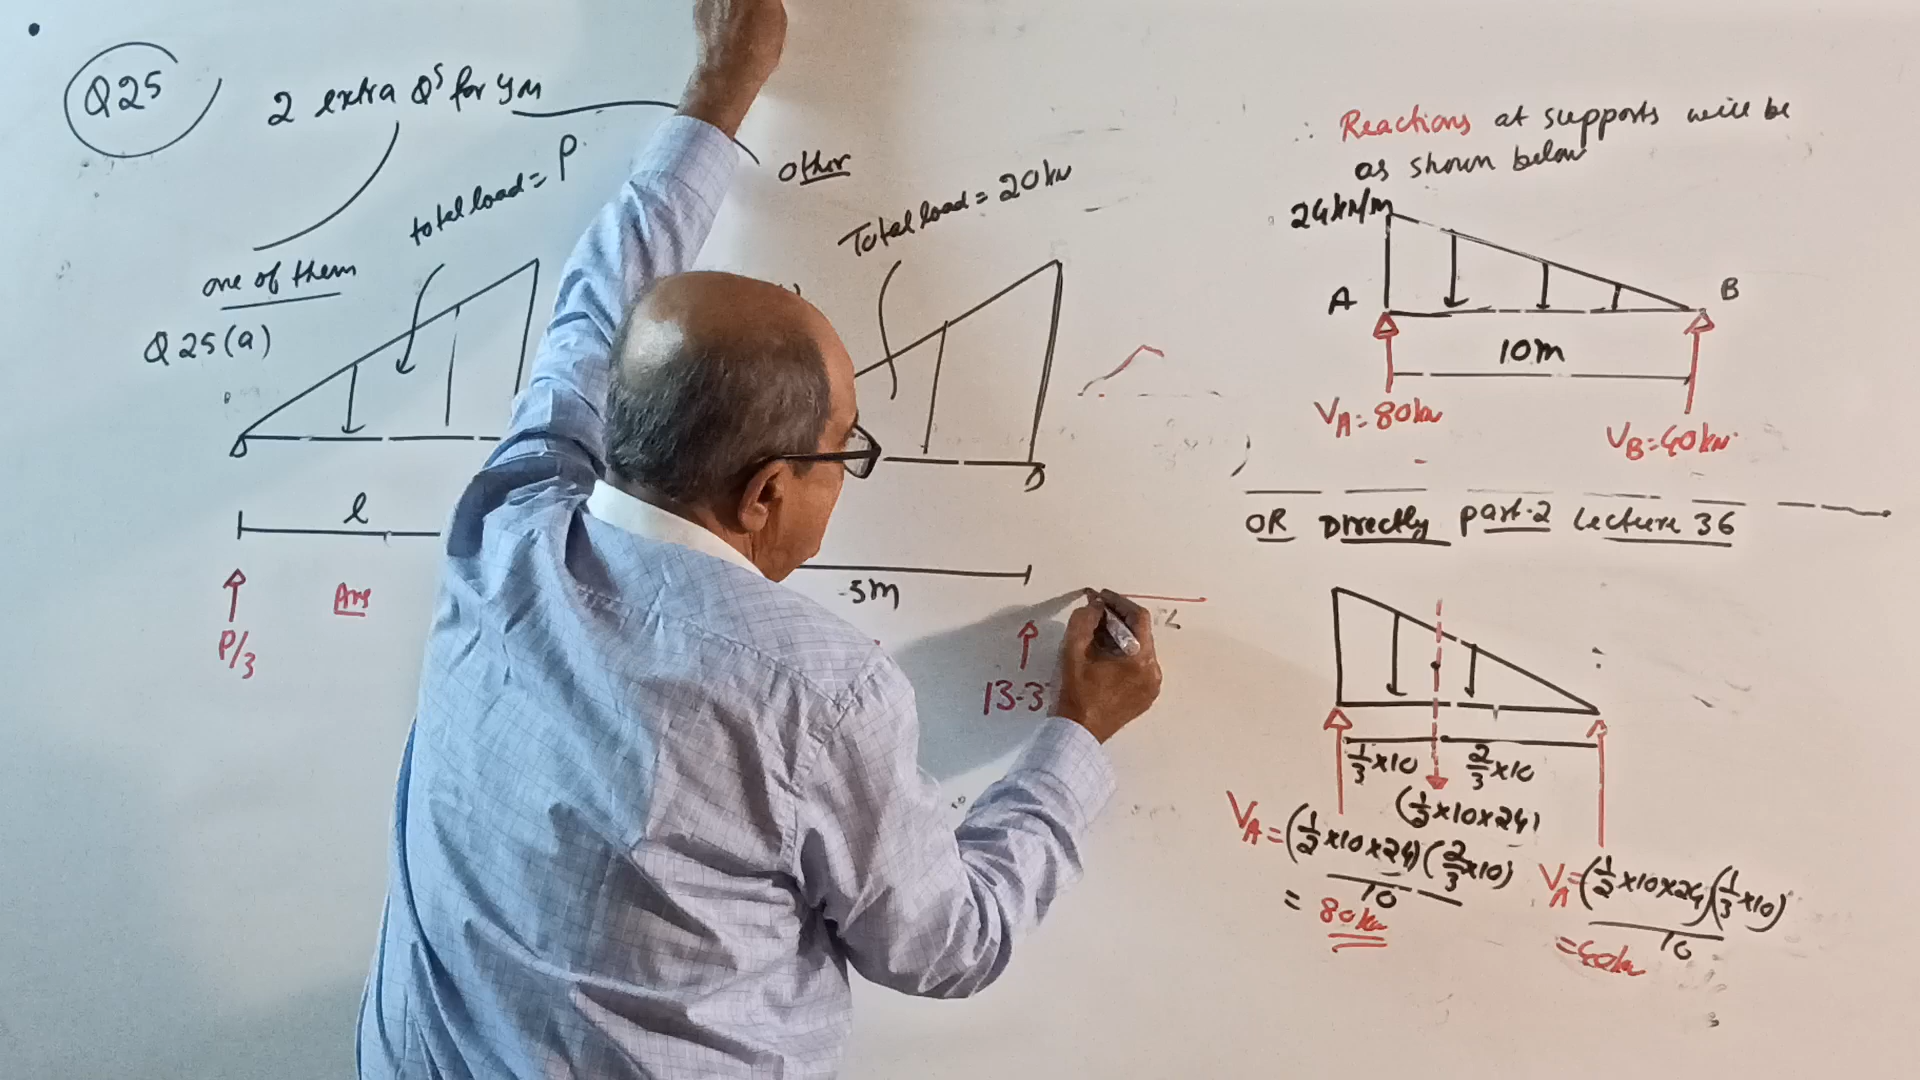 Q25
2 extra Qs for you
one of them
total load = P
Q25(a)
l
P/3
Ans
other
Total load = 20kN
5m
13.3
Reactions at supports will be
as shown below
24kN/m
A
B
10m
VA = 80kN
VB = 40kN
OR Directly part-2 Lecture 36
1/3×10
2/3×10
(1/2×10×24)
VA = (1/2×10×24)(2/3×10)
10
= 80kN
VA = (1/2×10×24)(1/3×10)
10
= 40kN